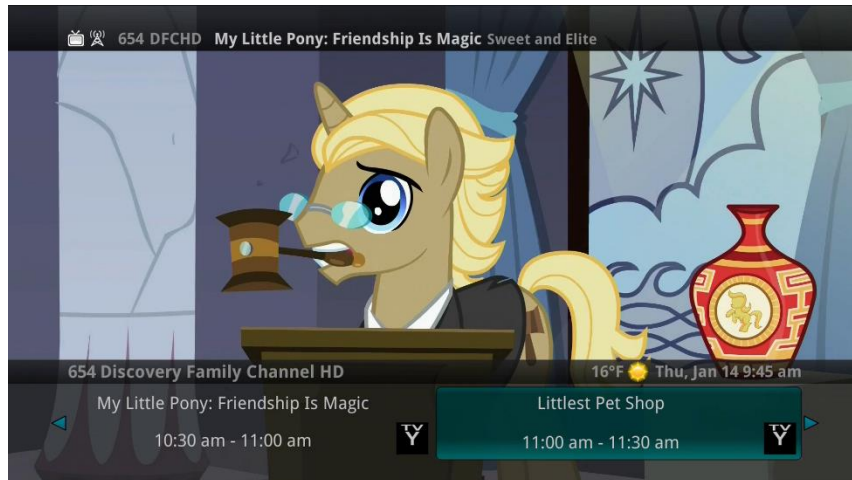 654 DFCHD My Little Pony: Friendship Is Magic Sweet and Elite
654 Discovery Family Channel HD
16°F Thu, Jan 14 9:45 am
My Little Pony: Friendship Is Magic
10:30 am - 11:00 am
TV
Y
Littlest Pet Shop
11:00 am - 11:30 am
TV
Y